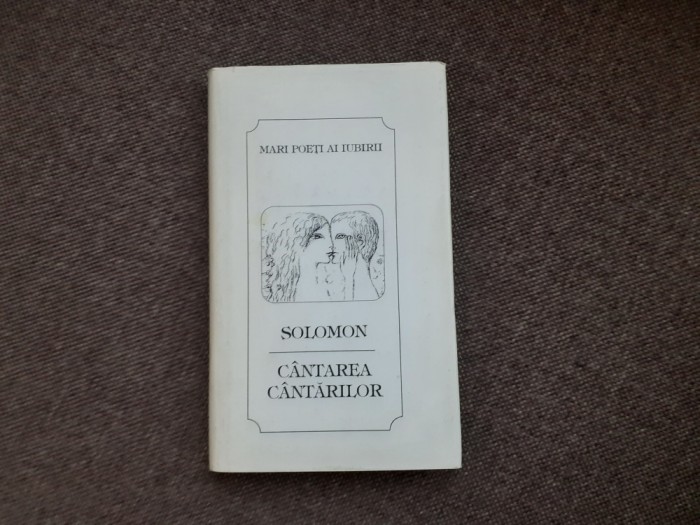 MARI POEȚI AI IUBIRII
SOLOMON
CÂNTAREA
CÂNTĂRILOR